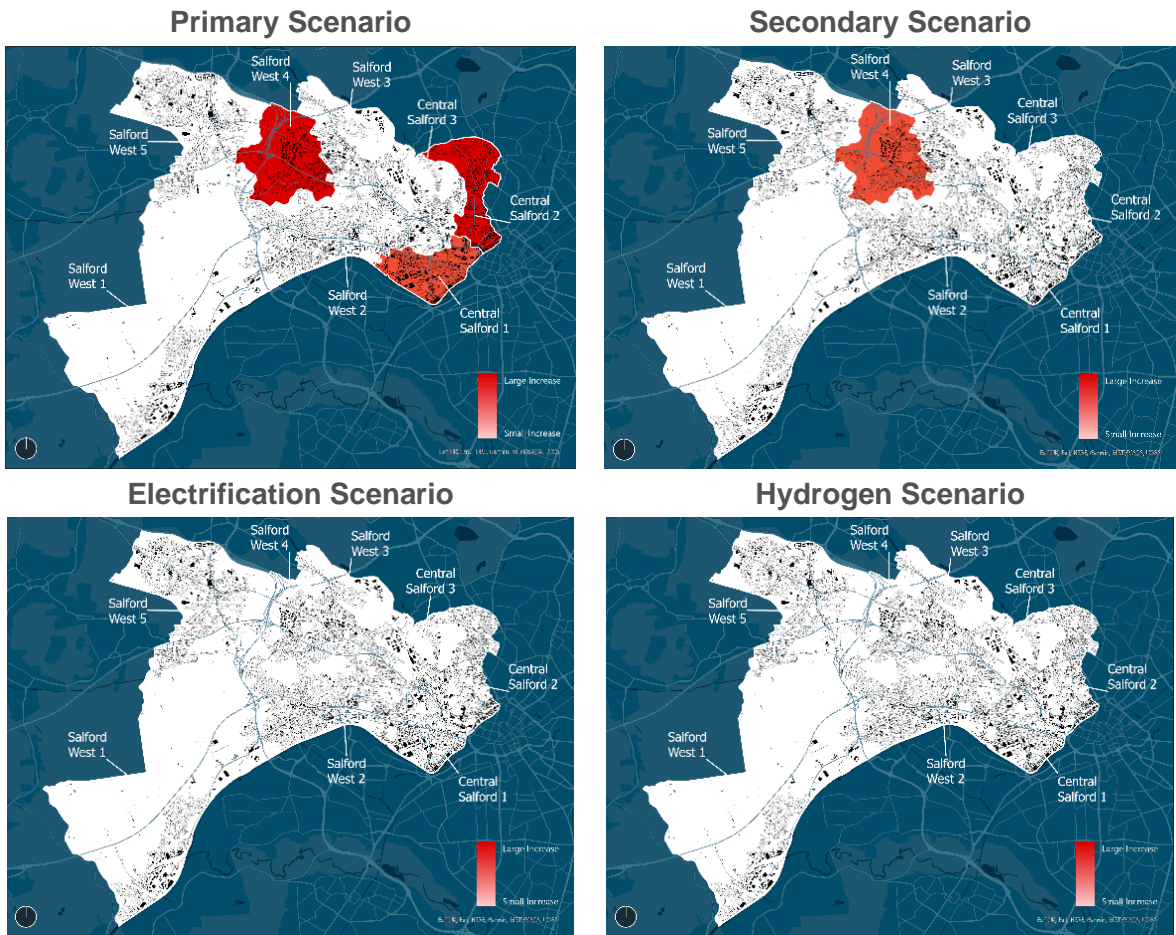 Primary Scenario
Secondary Scenario
Salford
West 4
Salford
West 3
Central
Salford 3
Salford
West 5
Central
Salford 2
Salford
West 1
Salford
West 2
Central
Salford 1
Large Increase
Small Increase
Salford
West 4
Salford
West 3
Central
Salford 3
Salford
West 5
Central
Salford 2
Salford
West 1
Salford
West 2
Central
Salford 1
Large Increase
Small Increase
Electrification Scenario
Hydrogen Scenario
Salford
West 4
Salford
West 3
Central
Salford 3
Salford
West 5
Central
Salford 2
Salford
West 1
Salford
West 2
Central
Salford 1
Large Increase
Small Increase
Salford
West 4
Salford
West 3
Central
Salford 3
Salford
West 5
Central
Salford 2
Salford
West 1
Salford
West 2
Central
Salford 1
Large Increase
Small Increase